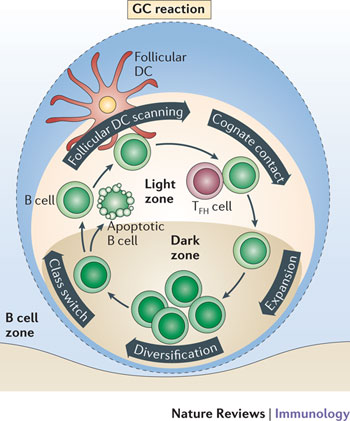 GC reaction
Follicular
DC
Follicular DC scanning
Cognate contact
B cell
Light
zone
T_FH cell
Apoptotic
B cell
Dark
zone
Expansion
Class switch
Diversification
B cell
zone
Nature Reviews | Immunology